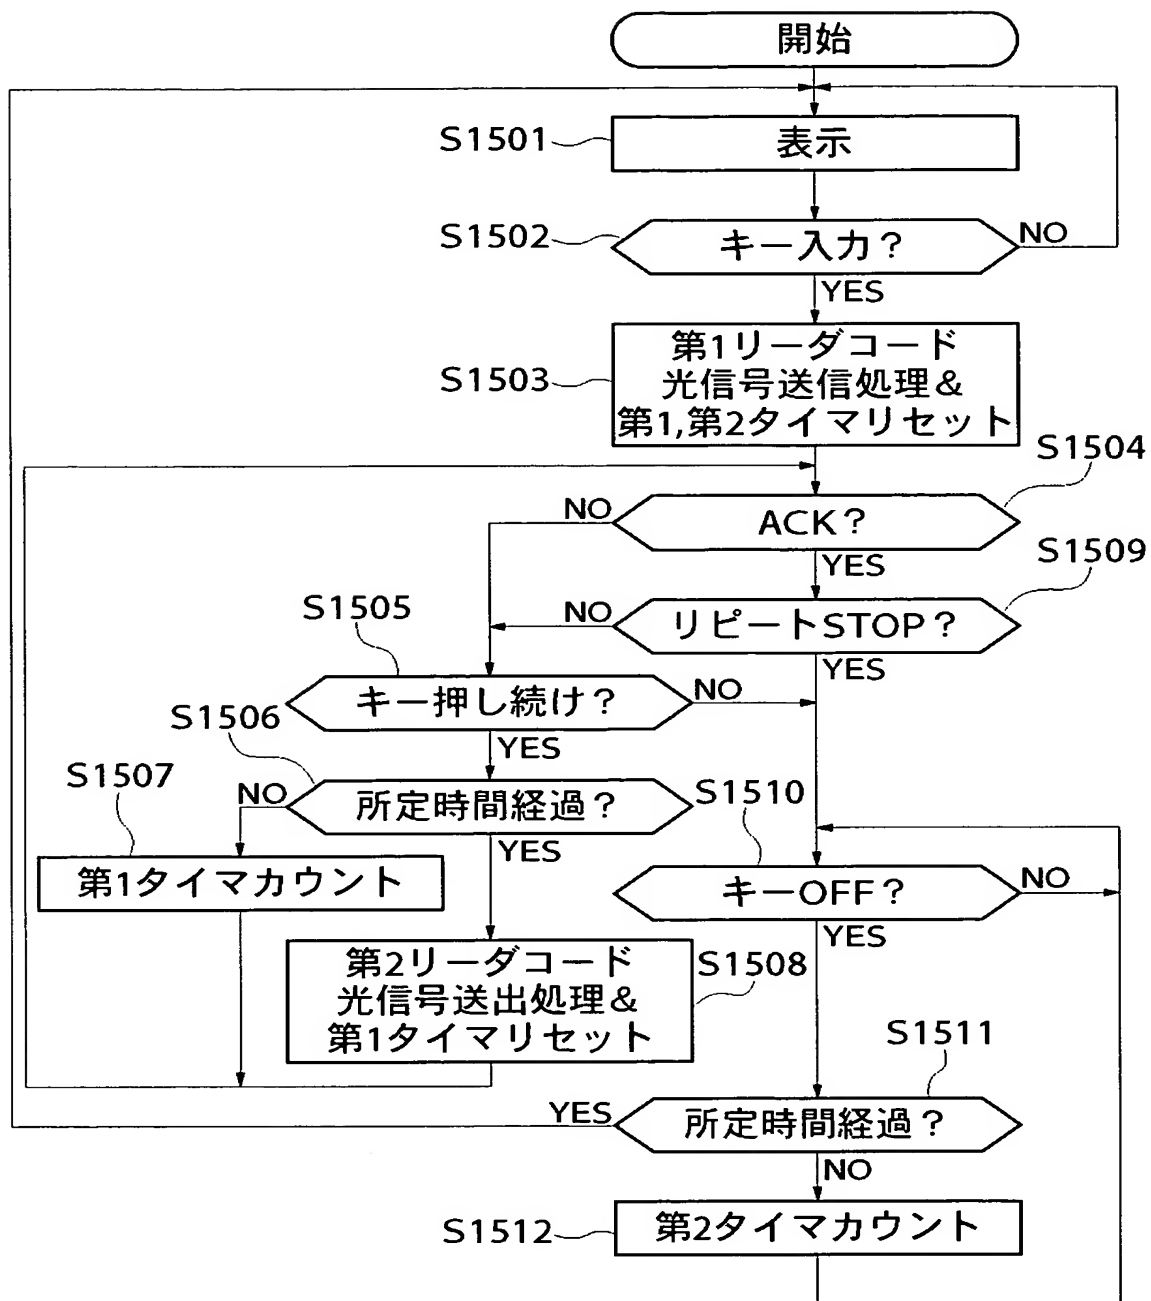 開始
S1501
表示
S1502
キー入力？
NO
YES
S1503
第1リーダコード
光信号送信処理&
第1,第2タイマリセット
S1504
NO
ACK？
YES
S1509
S1505
NO
リピートSTOP？
YES
キー押し続け？
NO
S1506
YES
S1507
NO
所定時間経過？
S1510
YES
第1タイマカウント
キーOFF？
NO
YES
第2リーダコード
光信号送出処理&
第1タイマリセット
S1508
S1511
YES
所定時間経過？
NO
S1512
第2タイマカウント